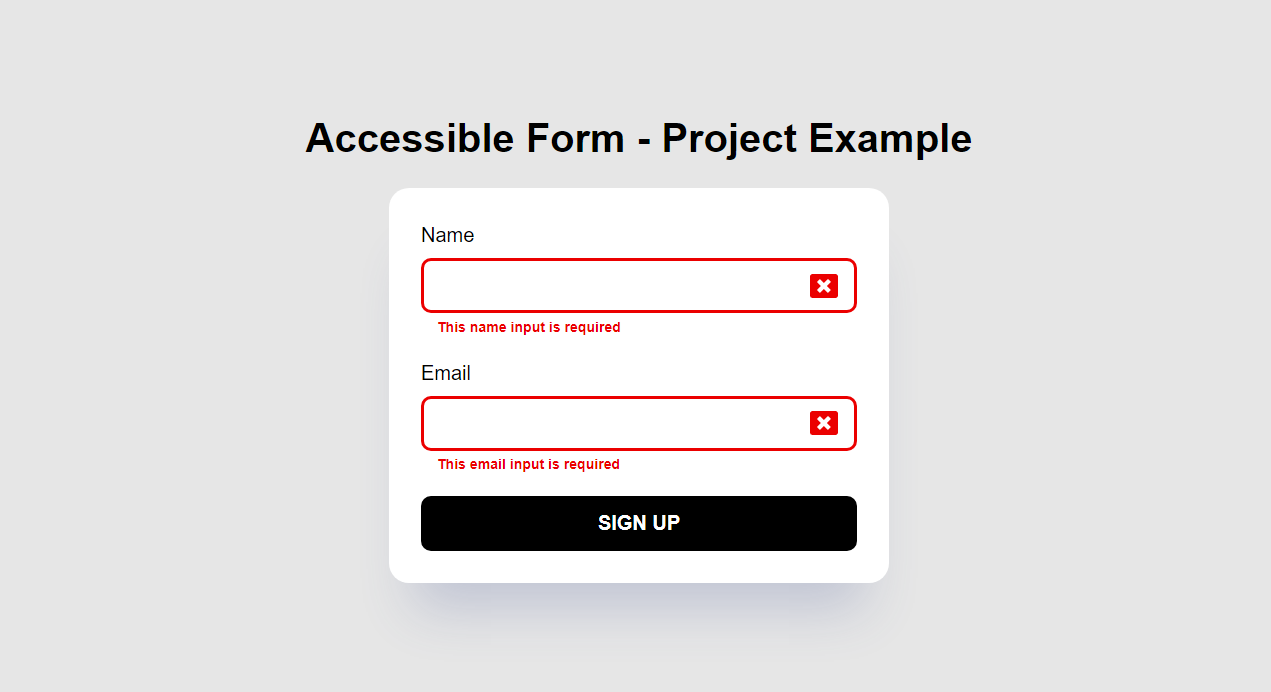 Accessible Form - Project Example
Name
This name input is required
Email
This email input is required
SIGN UP